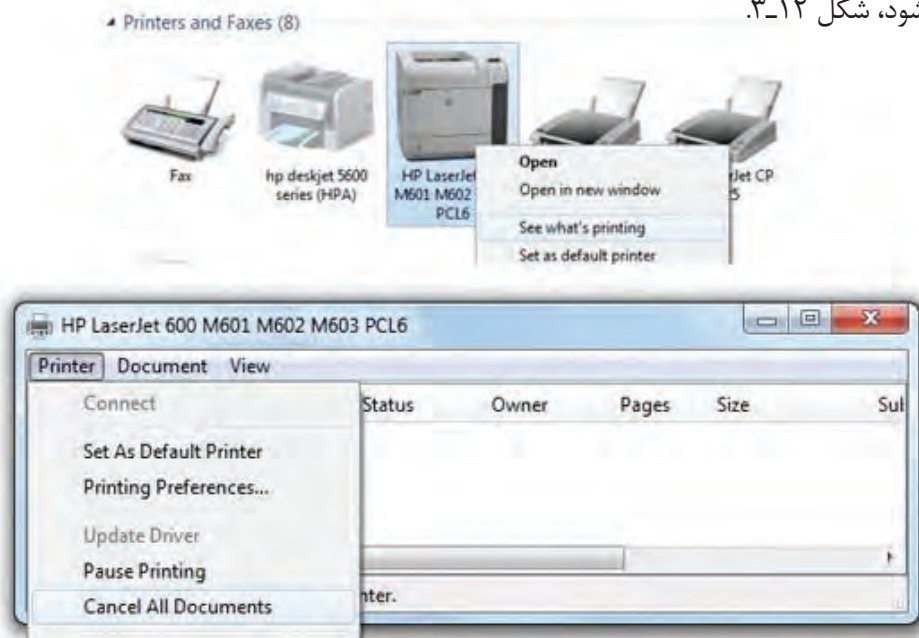 شود، شکل ۱۲ـ۳.
Printers and Faxes (8)
Fax
hp deskjet 5600
series (HPA)
HP LaserJet
M601 M602
PCL6
Jet CP
Open
Open in new window
See what's printing
Set as default printer
HP LaserJet 600 M601 M602 M603 PCL6
Printer Document View
Status Owner Pages Size
Connect
Set As Default Printer
Printing Preferences...
Update Driver
Pause Printing
Cancel All Documents